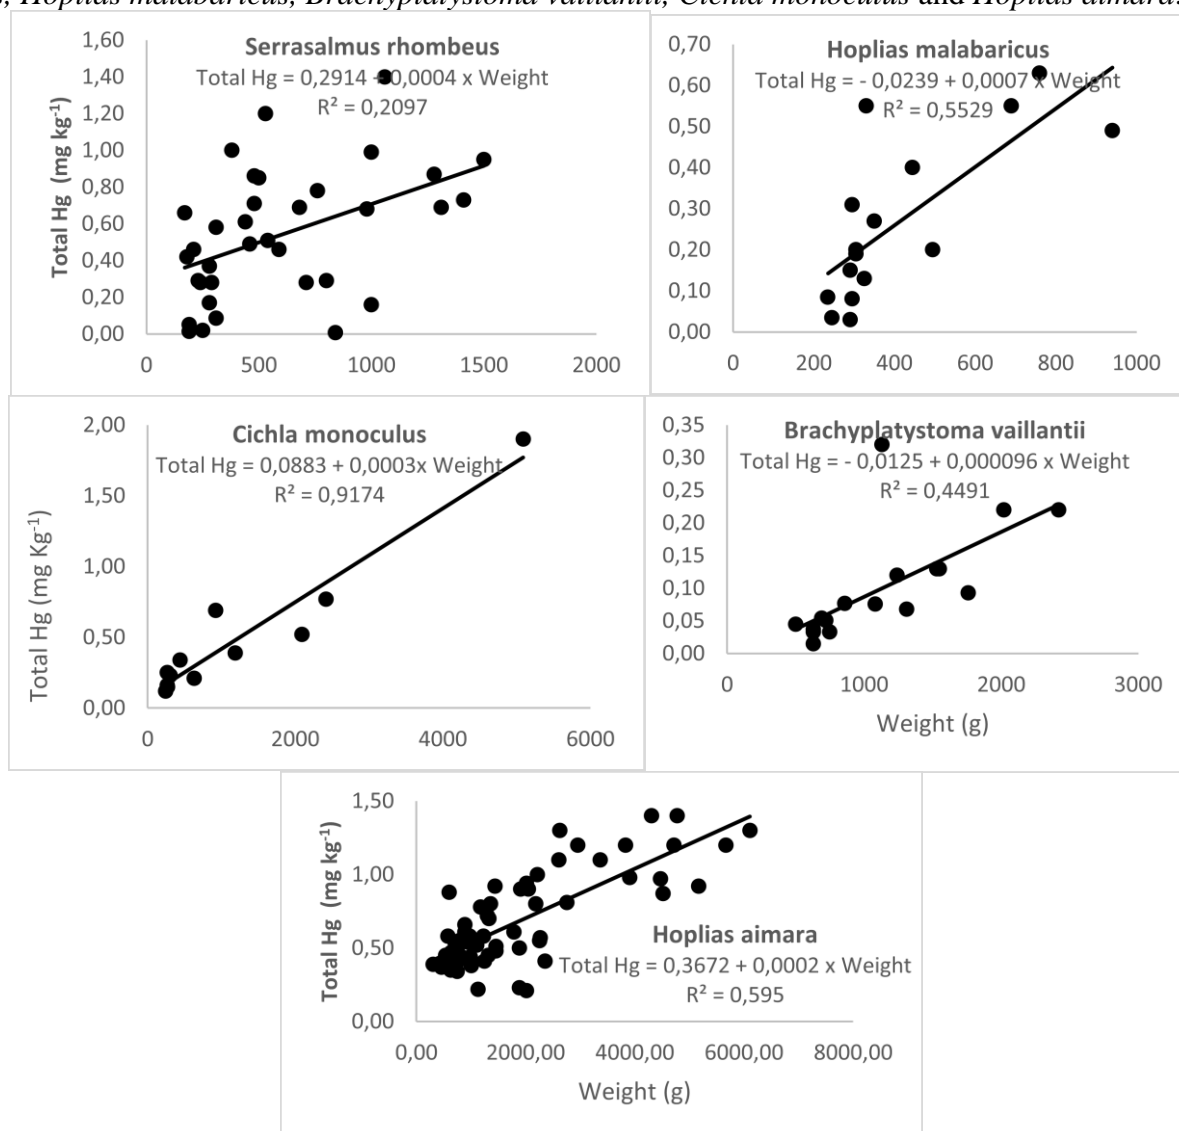 , Hoplias malabaricus, Brachyplatystoma vaillantii, Cichla monoculus and Hoplias aimara.
Serrasalmus rhombeus
Total Hg = 0,2914 + 0,0004 x Weight
R² = 0,2097
Total Hg (mg kg⁻¹)
1,60
1,40
1,20
1,00
0,80
0,60
0,40
0,20
0,00
0 500 1000 1500 2000
Hoplias malabaricus
Total Hg = - 0,0239 + 0,0007 x Weight
R² = 0,5529
0,70
0,60
0,50
0,40
0,30
0,20
0,10
0,00
0 200 400 600 800 1000
Cichla monoculus
Total Hg = 0,0883 + 0,0003x Weight
R² = 0,9174
Total Hg (mg Kg⁻¹)
2,00
1,50
1,00
0,50
0,00
0 2000 4000 6000
Brachyplatystoma vaillantii
Total Hg = - 0,0125 + 0,000096 x Weight
R² = 0,4491
0,35
0,30
0,25
0,20
0,15
0,10
0,05
0,00
0 1000 2000 3000
Weight (g)
Hoplias aimara
Total Hg = 0,3672 + 0,0002 x Weight
R² = 0,595
Total Hg (mg kg⁻¹)
1,50
1,00
0,50
0,00
0,00 2000,00 4000,00 6000,00 8000,00
Weight (g)